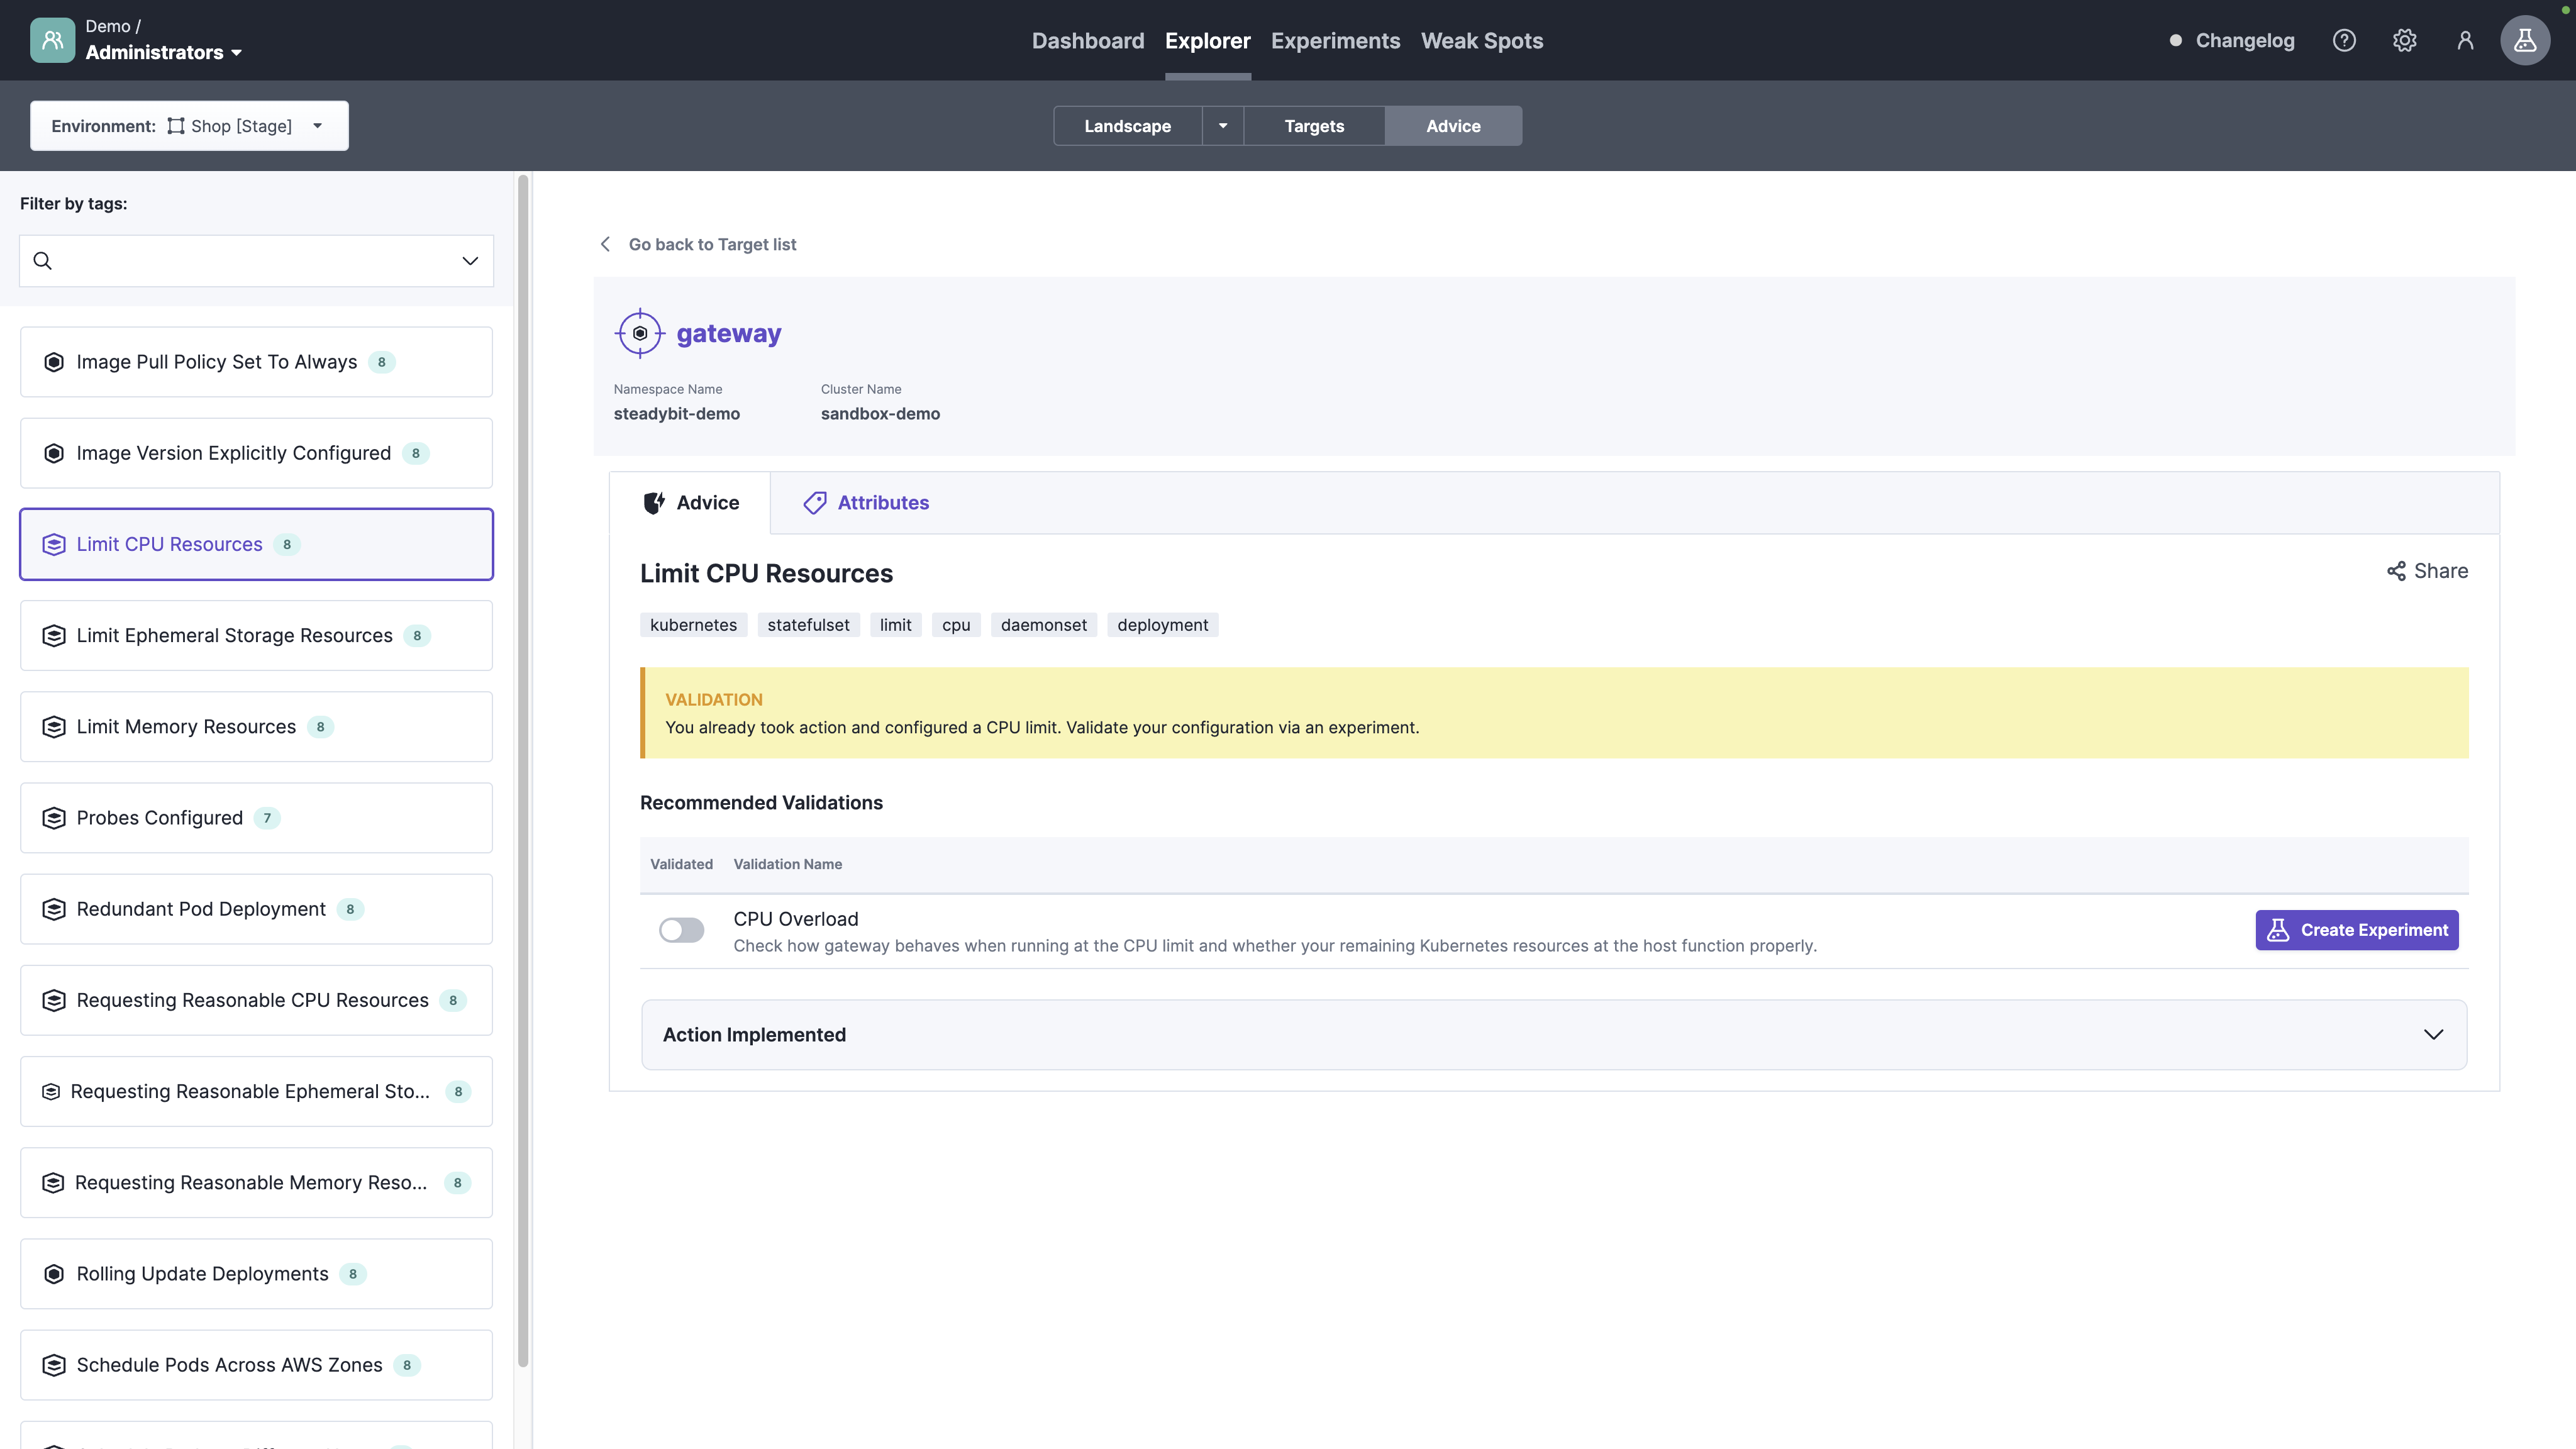 Demo /
Administrators
Dashboard
Explorer
Experiments
Weak Spots
Changelog
Environment: Shop [Stage]
Landscape
Targets
Advice
Filter by tags:
Image Pull Policy Set To Always 8
Image Version Explicitly Configured 8
Limit CPU Resources 8
Limit Ephemeral Storage Resources 8
Limit Memory Resources 8
Probes Configured 7
Redundant Pod Deployment 8
Requesting Reasonable CPU Resources 8
Requesting Reasonable Ephemeral Sto... 8
Requesting Reasonable Memory Reso... 8
Rolling Update Deployments 8
Schedule Pods Across AWS Zones 8
Go back to Target list
gateway
Namespace Name
steadybit-demo
Cluster Name
sandbox-demo
Advice
Attributes
Limit CPU Resources
Share
kubernetes
statefulset
limit
cpu
daemonset
deployment
VALIDATION
You already took action and configured a CPU limit. Validate your configuration via an experiment.
Recommended Validations
Validated
Validation Name
CPU Overload
Check how gateway behaves when running at the CPU limit and whether your remaining Kubernetes resources at the host function properly.
Create Experiment
Action Implemented